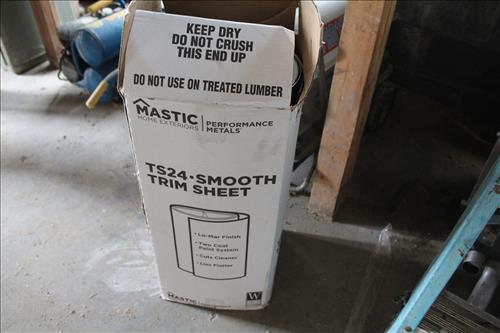 MASTIC
KEEP DRY
DO NOT CRUSH
THIS END UP
DO NOT USE ON TREATED LUMBER
MASTIC
HOME EXTERIORS
PERFORMANCE
METALS
TS24•SMOOTH
TRIM SHEET
• Lo-Mar Finish
• Two Coat
Paint System
• Cuts Cleaner
• Lies Flatter
MASTIC
W